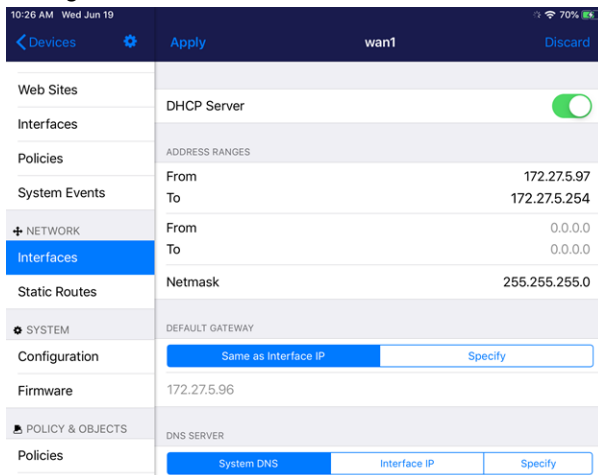 10:26 AM Wed Jun 19
70%
Devices
Apply
wan1
Discard
Web Sites
Interfaces
Policies
System Events
NETWORK
Interfaces
Static Routes
SYSTEM
Configuration
Firmware
POLICY & OBJECTS
Policies
DHCP Server
ADDRESS RANGES
From 172.27.5.97
To 172.27.5.254
From 0.0.0.0
To 0.0.0.0
Netmask 255.255.255.0
DEFAULT GATEWAY
Same as Interface IP Specify
172.27.5.96
DNS SERVER
System DNS Interface IP Specify